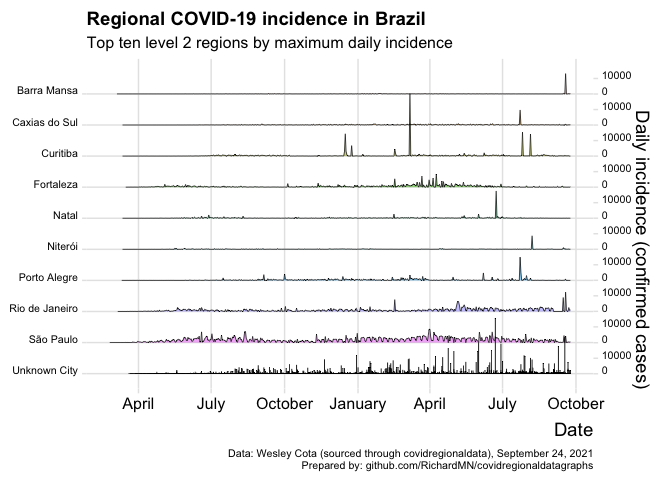 Regional COVID-19 incidence in Brazil
Top ten level 2 regions by maximum daily incidence
Barra Mansa
10000
0
Caxias do Sul
10000
0
Curitiba
10000
0
Fortaleza
10000
0
Natal
10000
0
Niterói
10000
0
Porto Alegre
10000
0
Rio de Janeiro
10000
0
São Paulo
10000
0
Unknown City
10000
0
Daily incidence (confirmed cases)
April July October January April July October
Date
Data: Wesley Cota (sourced through covidregionaldata), September 24, 2021
Prepared by: github.com/RichardMN/covidregionaldatagraphs